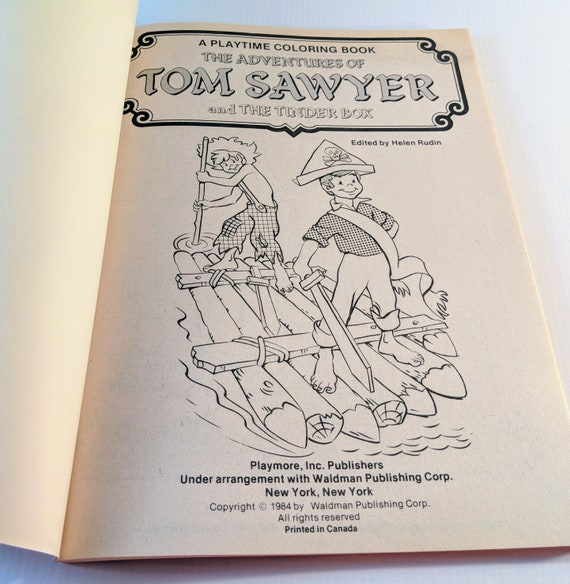 A PLAYTIME COLORING BOOK
THE ADVENTURES OF
TOM SAWYER
and THE TINDER BOX
Edited by Helen Rudin
Playmore, Inc. Publishers
Under arrangement with Waldman Publishing Corp.
New York, New York
Copyright © 1984 by Waldman Publishing Corp.
All rights reserved
Printed in Canada